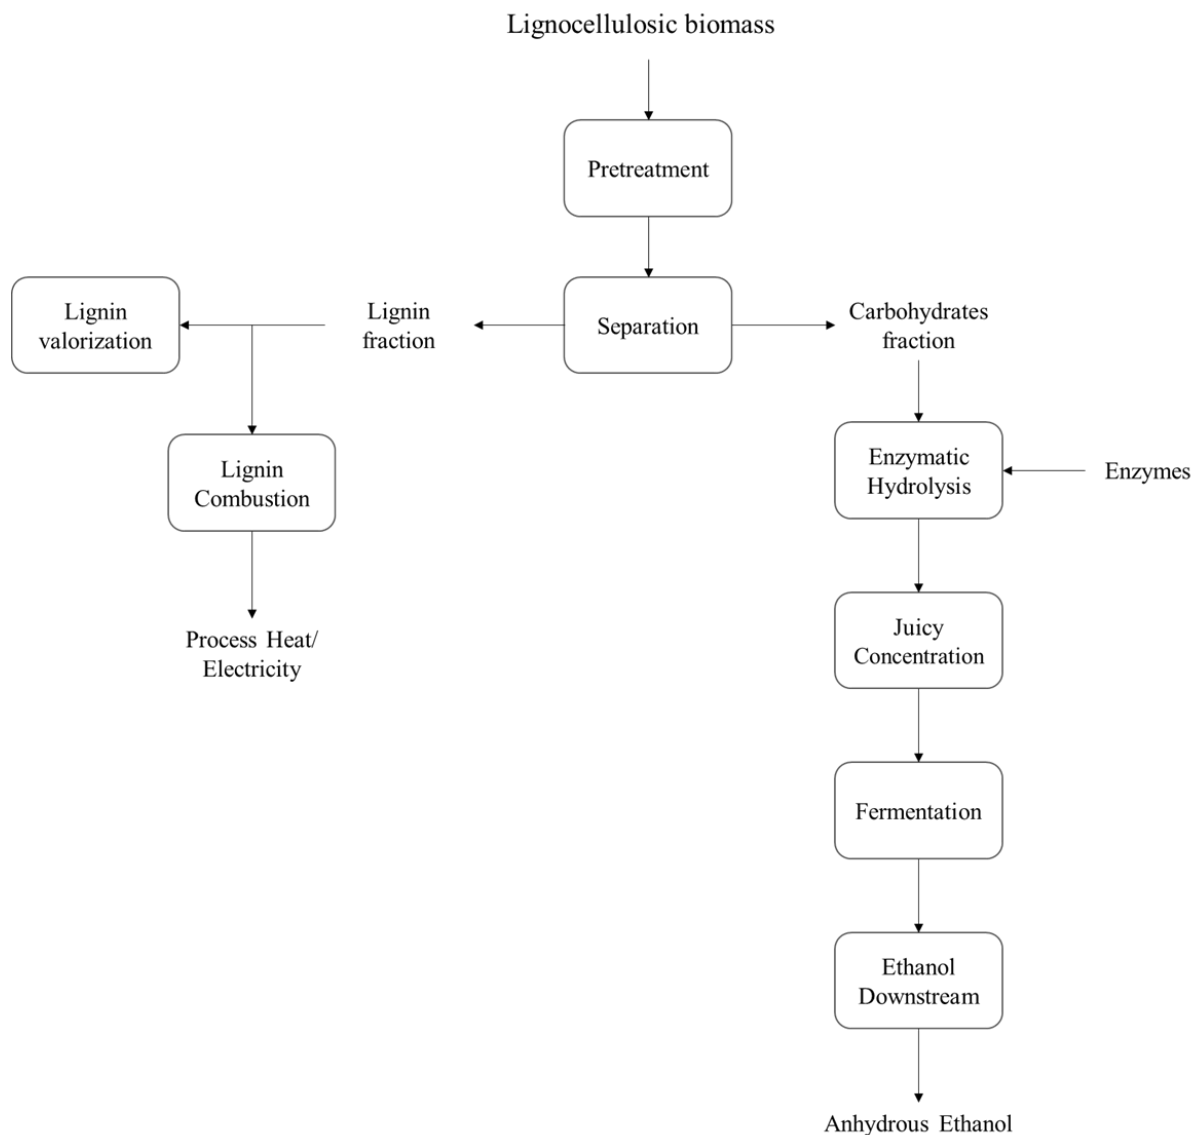 Lignocellulosic biomass
Pretreatment
Lignin
valorization
Lignin
fraction
Separation
Carbohydrates
fraction
Lignin
Combustion
Enzymatic
Hydrolysis
Enzymes
Process Heat/
Electricity
Juicy
Concentration
Fermentation
Ethanol
Downstream
Anhydrous Ethanol